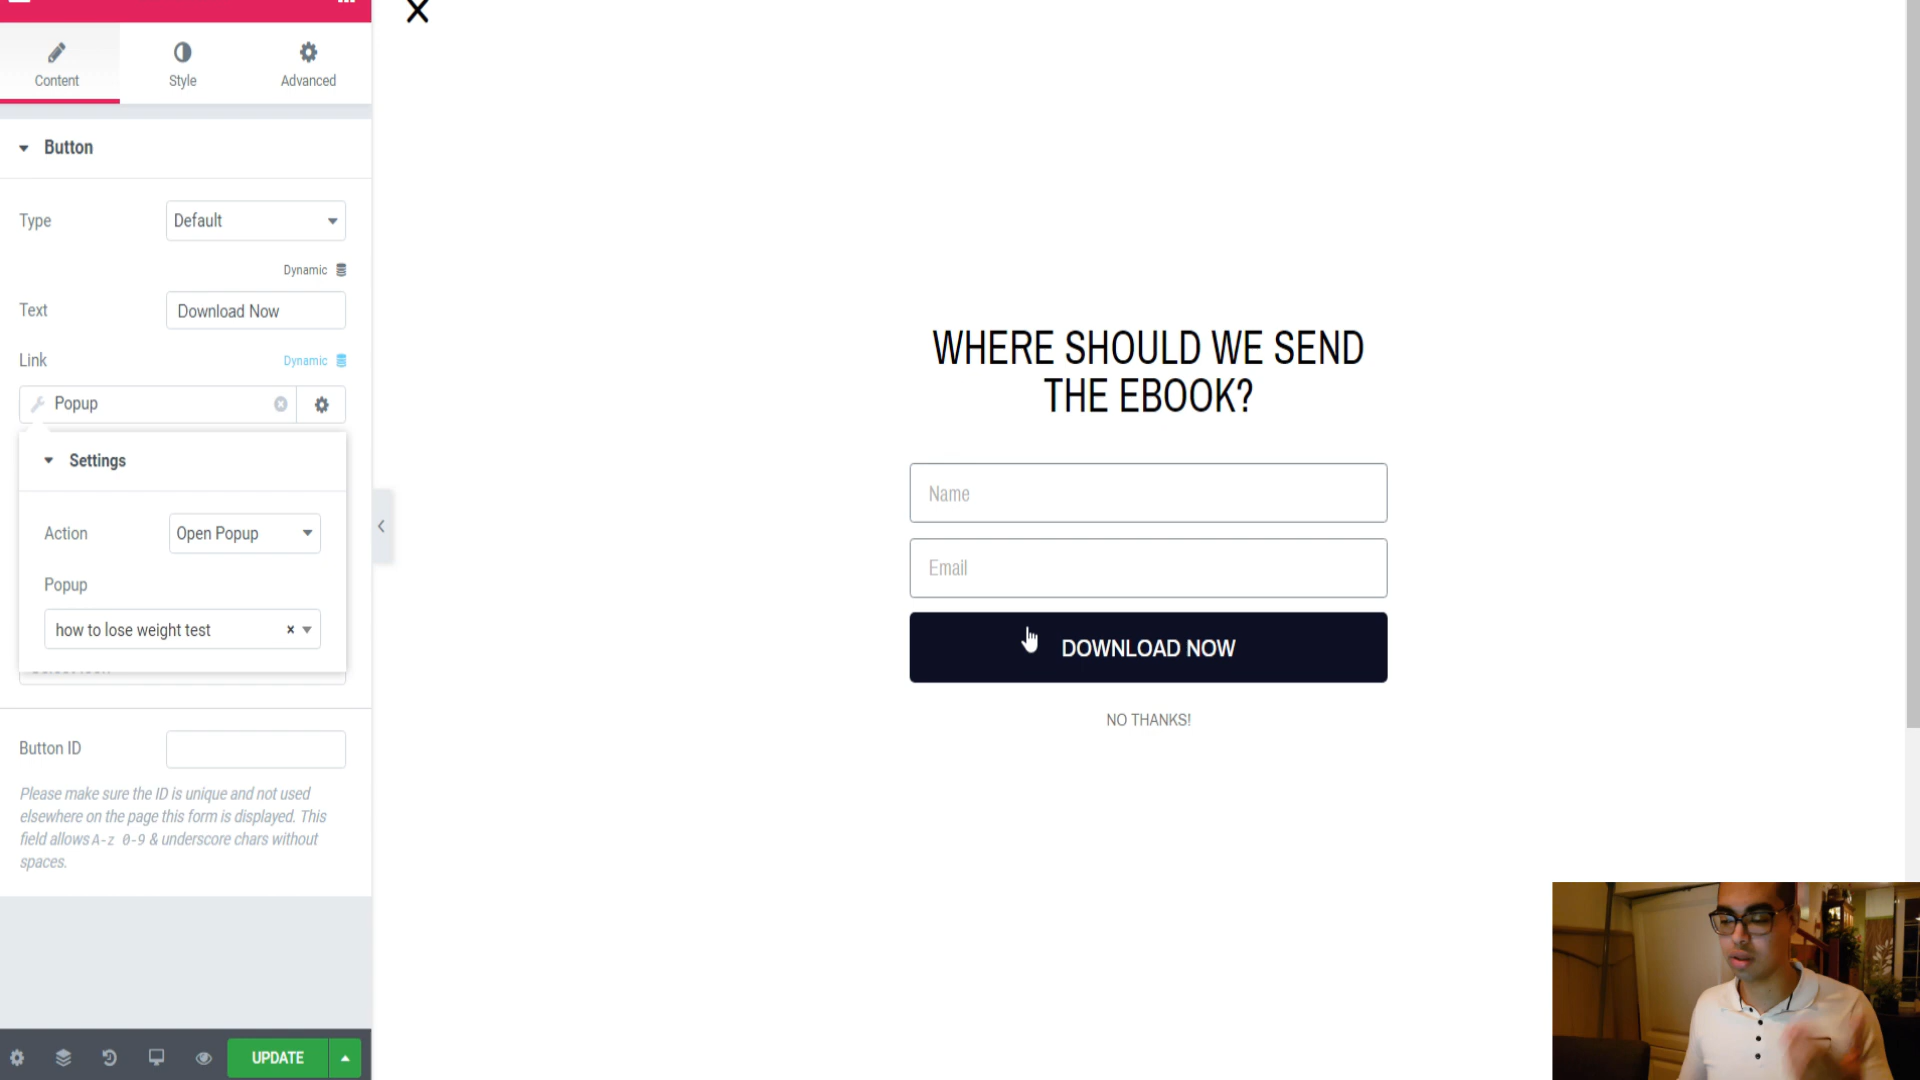 Content
Style
Advanced
Button
Type
Default
Dynamic
Text
Download Now
Link
Dynamic
Popup
Settings
Action
Open Popup
Popup
how to lose weight test
Button ID
Please make sure the ID is unique and not used
elsewhere on the page this form is displayed. This
field allows A-z 0-9 & underscore chars without
spaces.
UPDATE
WHERE SHOULD WE SEND
THE EBOOK?
Name
Email
DOWNLOAD NOW
NO THANKS!